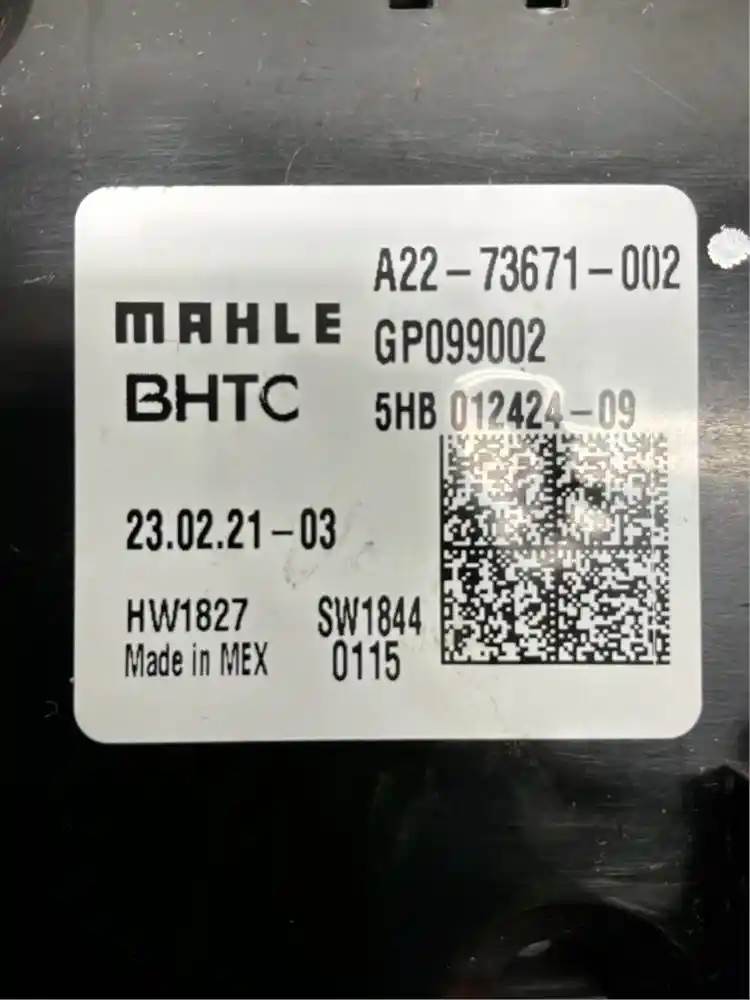 A22-73671-002
MAHLE
GP099002
BHTC
5HB 012424-09
23.02.21-03
HW1827 SW1844
Made in MEX 0115